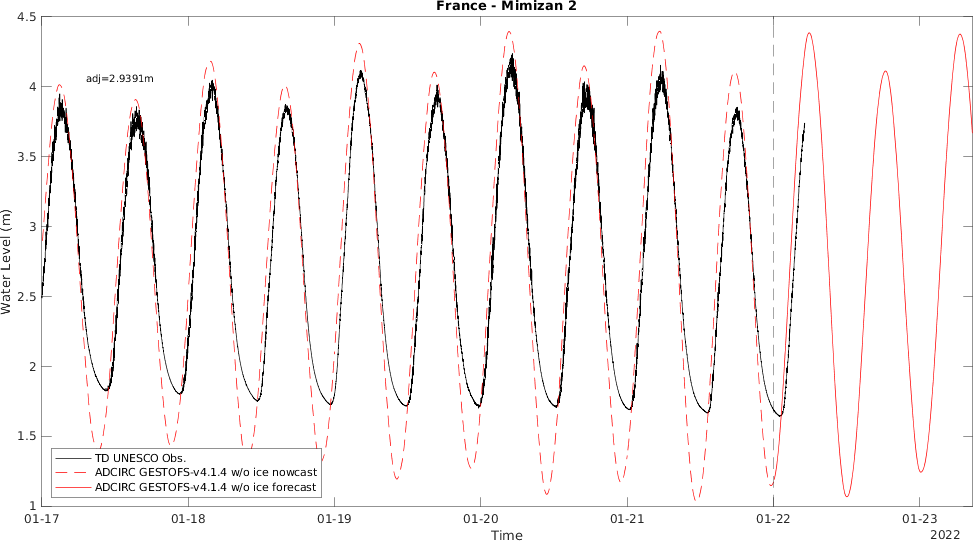 France - Mimizan 2
4.5
4
3.5
3
2.5
2
1.5
1
Water Level (m)
adj=2.9391m
TD UNESCO Obs.
ADCIRC GESTOFS-v4.1.4 w/o ice nowcast
ADCIRC GESTOFS-v4.1.4 w/o ice forecast
01-17 01-18 01-19 01-20 01-21 01-22 01-23
Time
2022